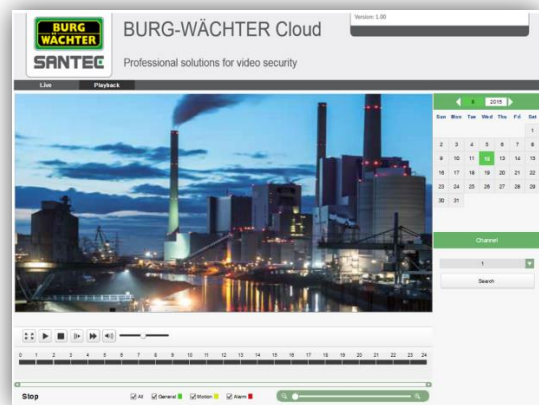 BURG
WÄCHTER
SANTEC
BURG-WÄCHTER Cloud
Professional solutions for video security
Version: 1.00
Live Playback
8 2015
Sun Mon Tue Wed Thu Fri Sat
1
2 3 4 5 6 7 8
9 10 11 12 13 14 15
16 17 18 19 20 21 22
23 24 25 26 27 28 29
30 31
Channel
1
Search
0 1 2 3 4 5 6 7 8 9 10 11 12 13 14 15 16 17 18 19 20 21 22 23 24
Stop All General Motion Alarm